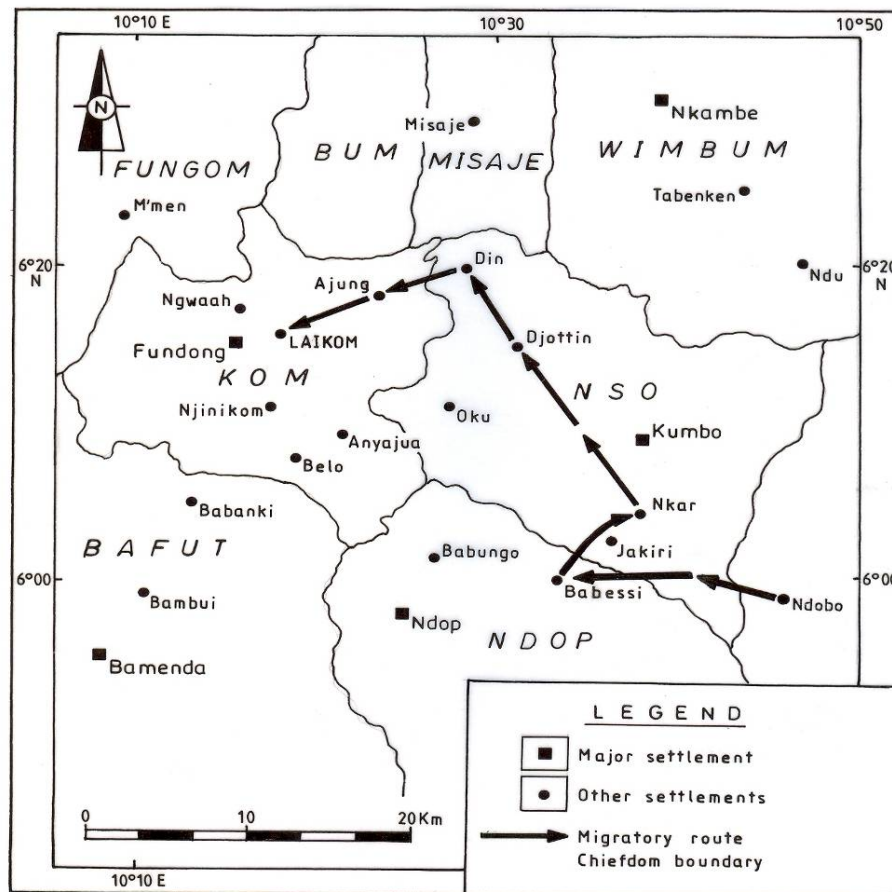 10°10 E
10°30
10°50
N
Nkambe
Misaje
BUM
MISAJE
WIMBUM
FUNGOM
Tabenken
M'men
6°20
N
Din
6°20
N
Ndu
Ajung
Ngwaah
LAIKOM
Djottin
Fundong
KOM
NSO
Njinikom
Oku
Kumbo
Anyajua
Belo
Nkar
Babanki
BAFUT
Babungo
Jakiri
6°00
6°00
Babessi
Bambui
Ndobo
Ndop
NDOP
Bamenda
LEGEND
Major settlement
Other settlements
Migratory route
Chiefdom boundary
0 10 20Km
10°10 E